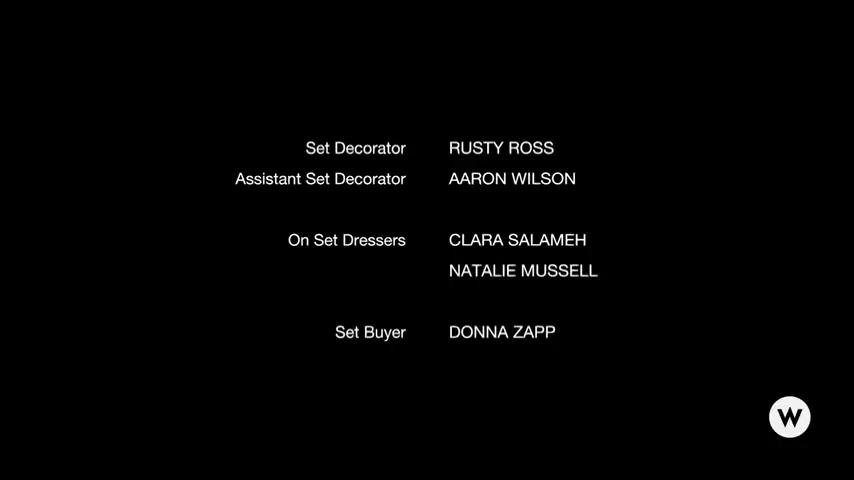 Set Decorator RUSTY ROSS
Assistant Set Decorator AARON WILSON
On Set Dressers CLARA SALAMEH
NATALIE MUSSELL
Set Buyer DONNA ZAPP
W